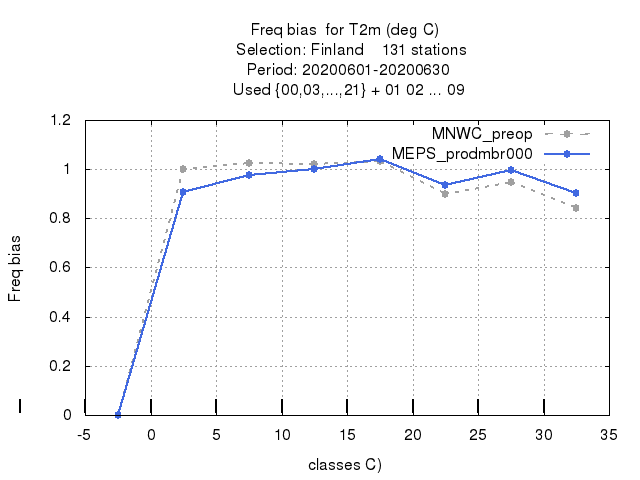 Freq bias for T2m (deg C)
Selection: Finland 131 stations
Period: 20200601-20200630
Used {00,03,...,21} + 01 02 ... 09
MNWC_preop
MEPS_prodmbr000
1.2
1
0.8
0.6
0.4
0.2
0
Freq bias
-5 0 5 10 15 20 25 30 35
classes C)